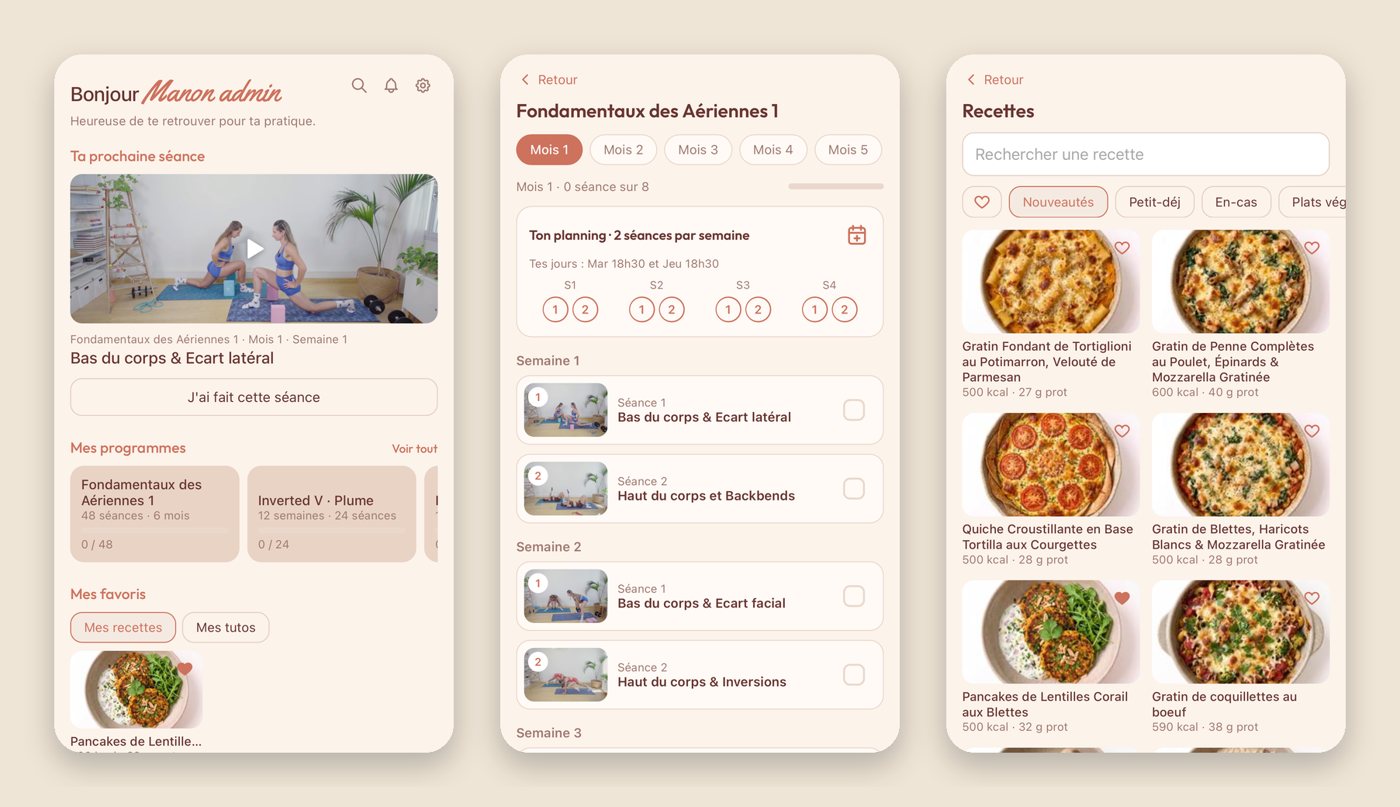 Bonjour Manon admin
Heureuse de te retrouver pour ta pratique.
Ta prochaine séance
Fondamentaux des Aériennes 1 · Mois 1 · Semaine 1
Bas du corps & Ecart latéral
J'ai fait cette séance
Mes programmes
Voir tout
Fondamentaux des
Aériennes 1
48 séances · 6 mois
0 / 48
Inverted V · Plume
12 semaines · 24 séances
0 / 24
Mes favoris
Mes recettes
Mes tutos
Pancakes de Lentille...
Retour
Fondamentaux des Aériennes 1
Mois 1
Mois 2
Mois 3
Mois 4
Mois 5
Mois 1 · 0 séance sur 8
Ton planning · 2 séances par semaine
Tes jours : Mar 18h30 et Jeu 18h30
S1
S2
S3
S4
1 2
1 2
1 2
1 2
Semaine 1
1
Séance 1
Bas du corps & Ecart latéral
2
Séance 2
Haut du corps et Backbends
Semaine 2
1
Séance 1
Bas du corps & Ecart facial
2
Séance 2
Haut du corps & Inversions
Semaine 3
Retour
Recettes
Rechercher une recette
Nouveautés
Petit-déj
En-cas
Plats vég
Gratin Fondant de Tortiglioni
au Potimarron, Velouté de
Parmesan
500 kcal · 27 g prot
Gratin de Penne Complètes
au Poulet, Épinards &
Mozzarella Gratinée
600 kcal · 40 g prot
Quiche Croustillante en Base
Tortilla aux Courgettes
500 kcal · 28 g prot
Gratin de Blettes, Haricots
Blancs & Mozzarella Gratinée
500 kcal · 28 g prot
Pancakes de Lentilles Corail
aux Blettes
500 kcal · 32 g prot
Gratin de coquillettes au
boeuf
590 kcal · 38 g prot